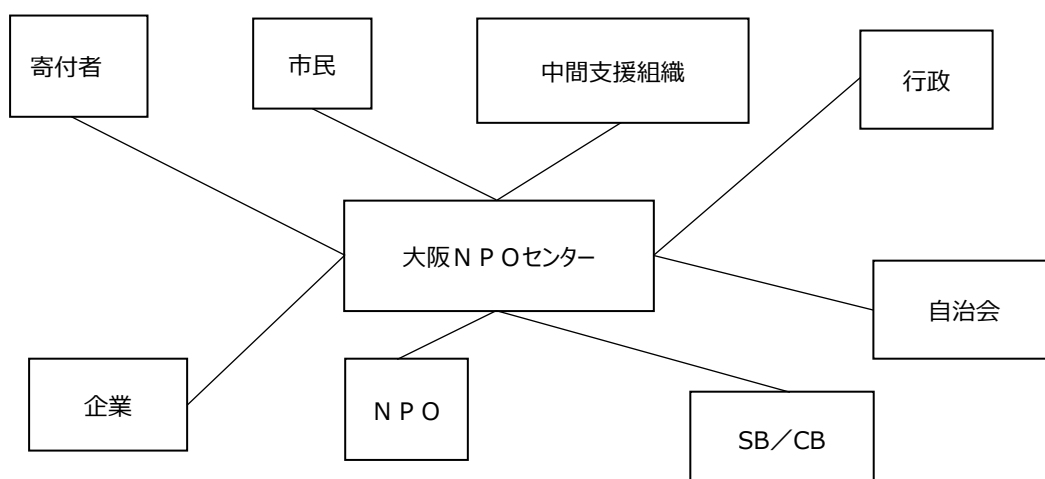 寄付者
市民
中間支援組織
行政
大阪ＮＰＯセンター
自治会
企業
ＮＰＯ
SB／CB